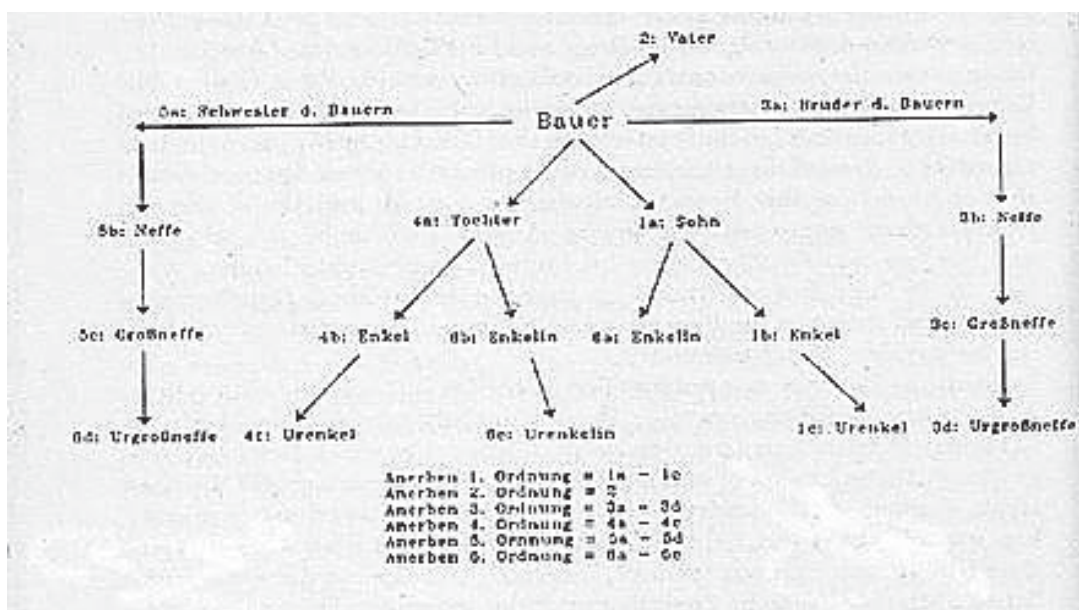 2: Vater
5a: Schwester d. Bauern
Bauer
3a: Bruder d. Bauern
5b: Neffe
4a: Tochter
1a: Sohn
3b: Neffe
5c: Großneffe
4b: Enkel
6b: Enkelin
6a: Enkelin
1b: Enkel
3c: Großneffe
5d: Urgroßneffe
4c: Urenkel
6c: Urenkelin
1c: Urenkel
3d: Urgroßneffe
Anerben 1. Ordnung = 1a - 1c
Anerben 2. Ordnung = 2
Anerben 3. Ordnung = 3a - 3d
Anerben 4. Ordnung = 4a - 4c
Anerben 5. Ornnung = 5a - 5d
Anerben 6. Ordnung = 6a - 6c